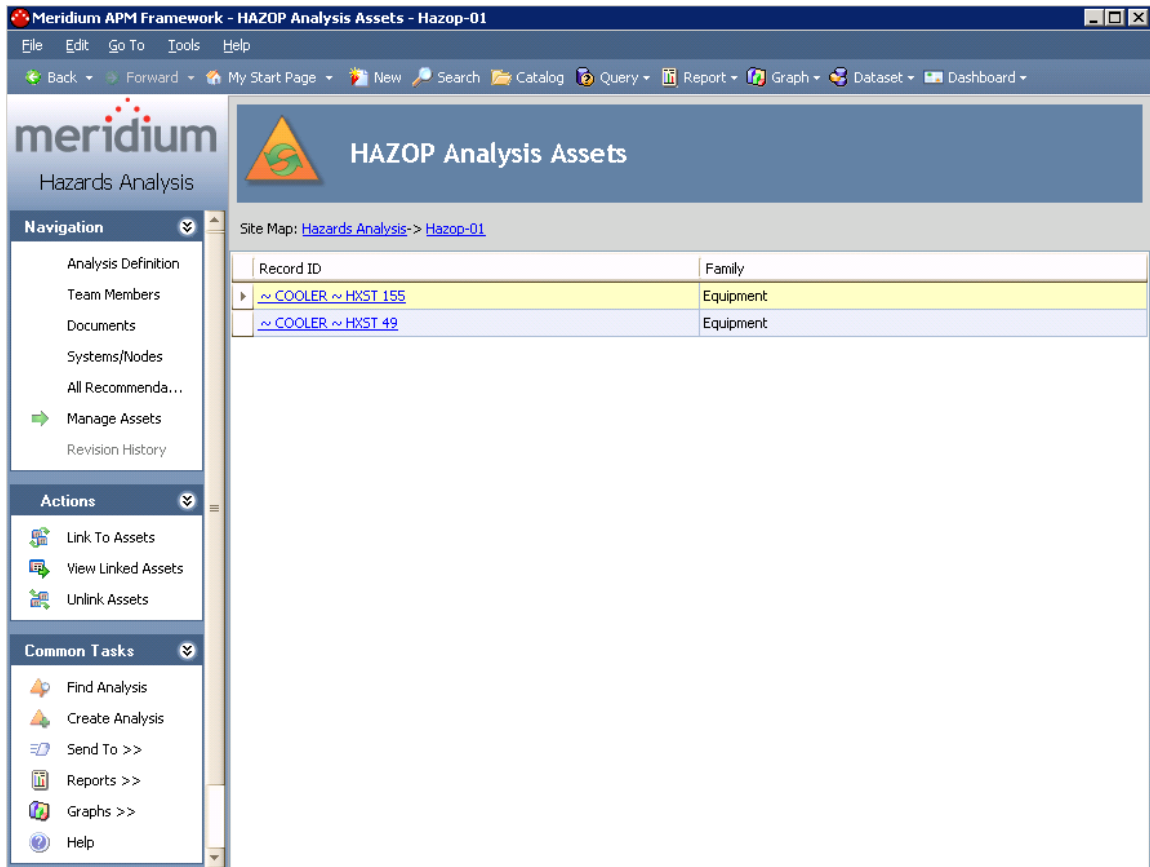 Meridium APM Framework - HAZOP Analysis Assets - Hazop-01
File Edit Go To Tools Help
Back Forward My Start Page New Search Catalog Query Report Graph Dataset Dashboard
meridium
Hazards Analysis
HAZOP Analysis Assets
Site Map: Hazards Analysis-> Hazop-01
Navigation
Analysis Definition
Team Members
Documents
Systems/Nodes
All Recommenda...
Manage Assets
Revision History
Actions
Link To Assets
View Linked Assets
Unlink Assets
Common Tasks
Find Analysis
Create Analysis
Send To >>
Reports >>
Graphs >>
Help
Record ID Family
~ COOLER ~ HXST 155 Equipment
~ COOLER ~ HXST 49 Equipment